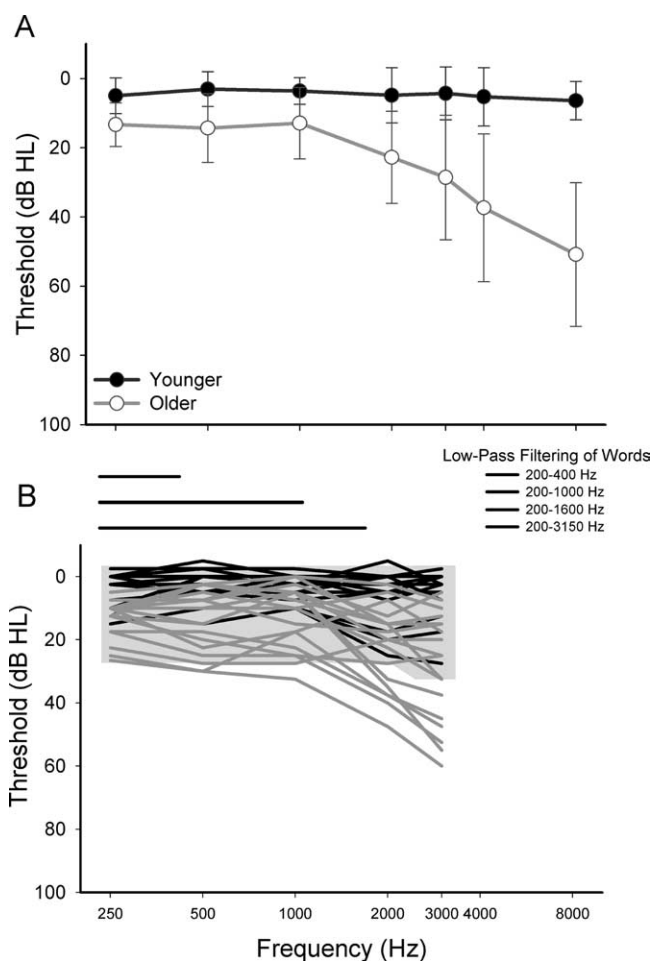 A
Threshold (dB HL)
0
20
40
60
80
100
Younger
Older
Low-Pass Filtering of Words
200-400 Hz
200-1000 Hz
200-1600 Hz
200-3150 Hz
B
Threshold (dB HL)
0
20
40
60
80
100
250 500 1000 2000 3000 4000 8000
Frequency (Hz)